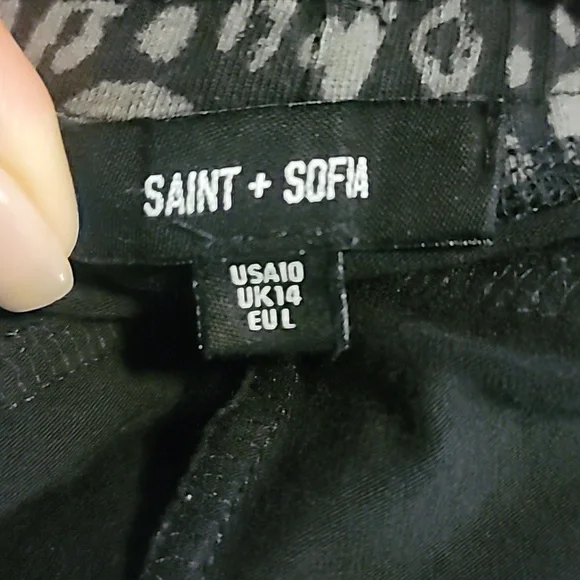 SAINT + SOFIA
USA10
UK14
EU L